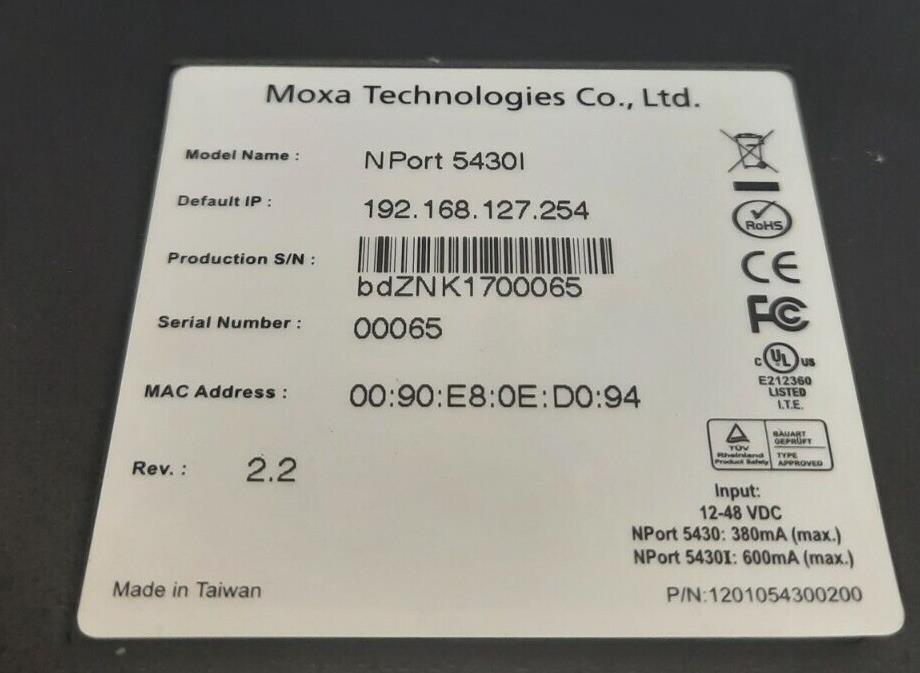 Moxa Technologies Co., Ltd.
Model Name : NPort 5430I
Default IP : 192.168.127.254
Production S/N :
bdZNK1700065
Serial Number : 00065
MAC Address : 00:90:E8:0E:D0:94
Rev. : 2.2
Made in Taiwan
RoHS
CE
FC
C UL US
E212360
LISTED
I.T.E.
TÜV
Rheinland
Product Safety
BAUART
GEPRÜFT
TYPE
APPROVED
Input:
12-48 VDC
NPort 5430: 380mA (max.)
NPort 5430I: 600mA (max.)
P/N:1201054300200